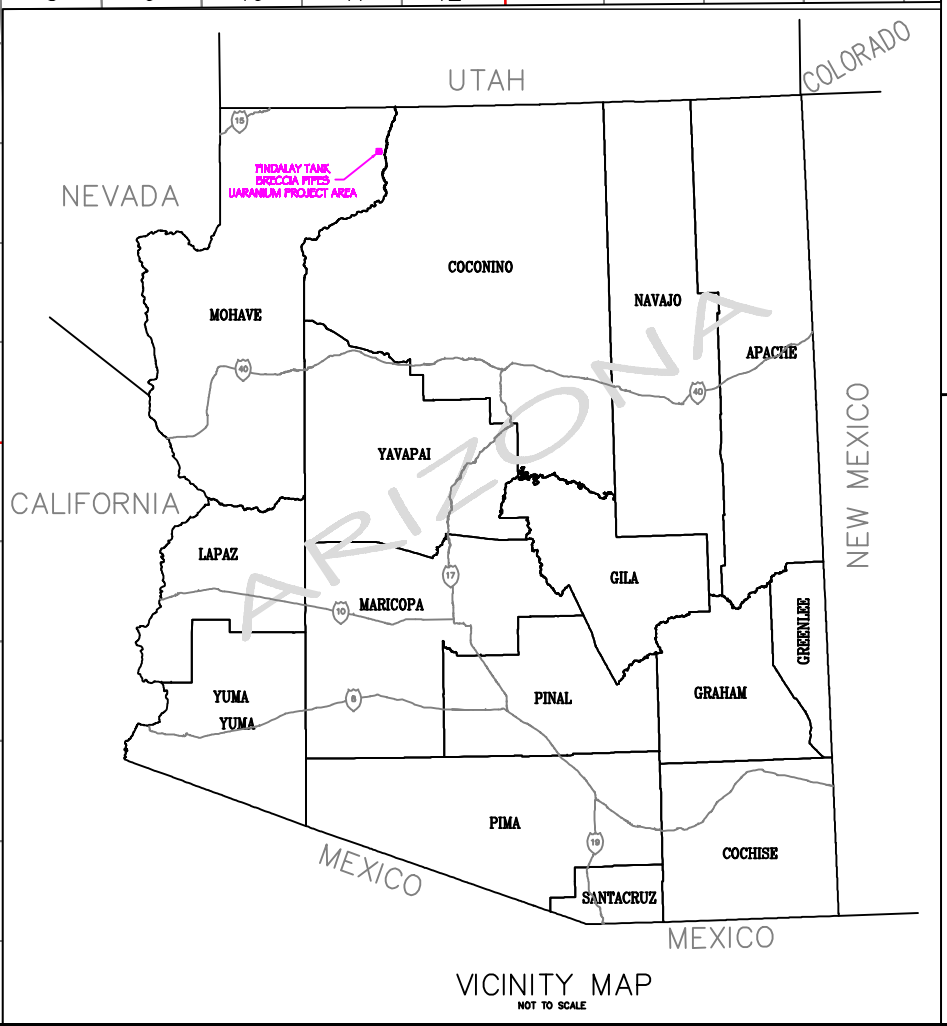 UTAH
COLORADO
15
FINDALAY TANK
BRECCIA PIPES
UARANIUM PROJECT AREA
NEVADA
COCONINO
MOHAVE
NAVAJO
APACHE
40
40
ARIZONA
NEW MEXICO
YAVAPAI
CALIFORNIA
LAPAZ
17
GILA
10
MARICOPA
GREENLEE
YUMA
8
PINAL
GRAHAM
YUMA
PIMA
19
COCHISE
MEXICO
SANTACRUZ
MEXICO
VICINITY MAP
NOT TO SCALE